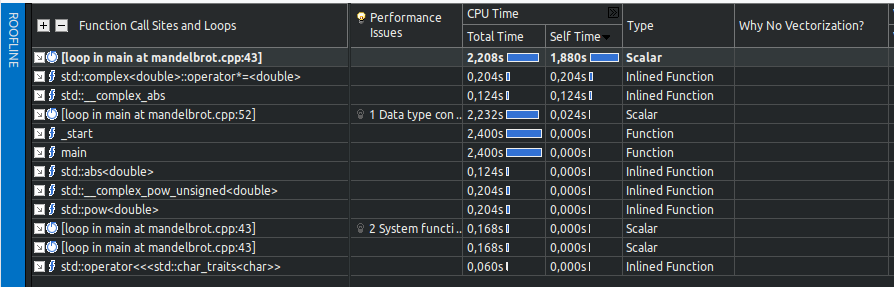 ROOFLINE
Function Call Sites and Loops Performance Issues CPU Time Type Why No Vectorization?
Total Time Self Time
[loop in main at mandelbrot.cpp:43] 2,208s 1,880s Scalar
std::complex<double>::operator*=<double> 0,204s 0,204s Inlined Function
std::__complex_abs 0,124s 0,124s Inlined Function
[loop in main at mandelbrot.cpp:52] 1 Data type con .. 2,232s 0,024s Scalar
_start 2,400s 0,000s Function
main 2,400s 0,000s Function
std::abs<double> 0,124s 0,000s Inlined Function
std::__complex_pow_unsigned<double> 0,204s 0,000s Inlined Function
std::pow<double> 0,204s 0,000s Inlined Function
[loop in main at mandelbrot.cpp:43] 2 System functi .. 0,168s 0,000s Scalar
[loop in main at mandelbrot.cpp:43] 0,168s 0,000s Scalar
std::operator<<<std::char_traits<char>> 0,060s 0,000s Inlined Function